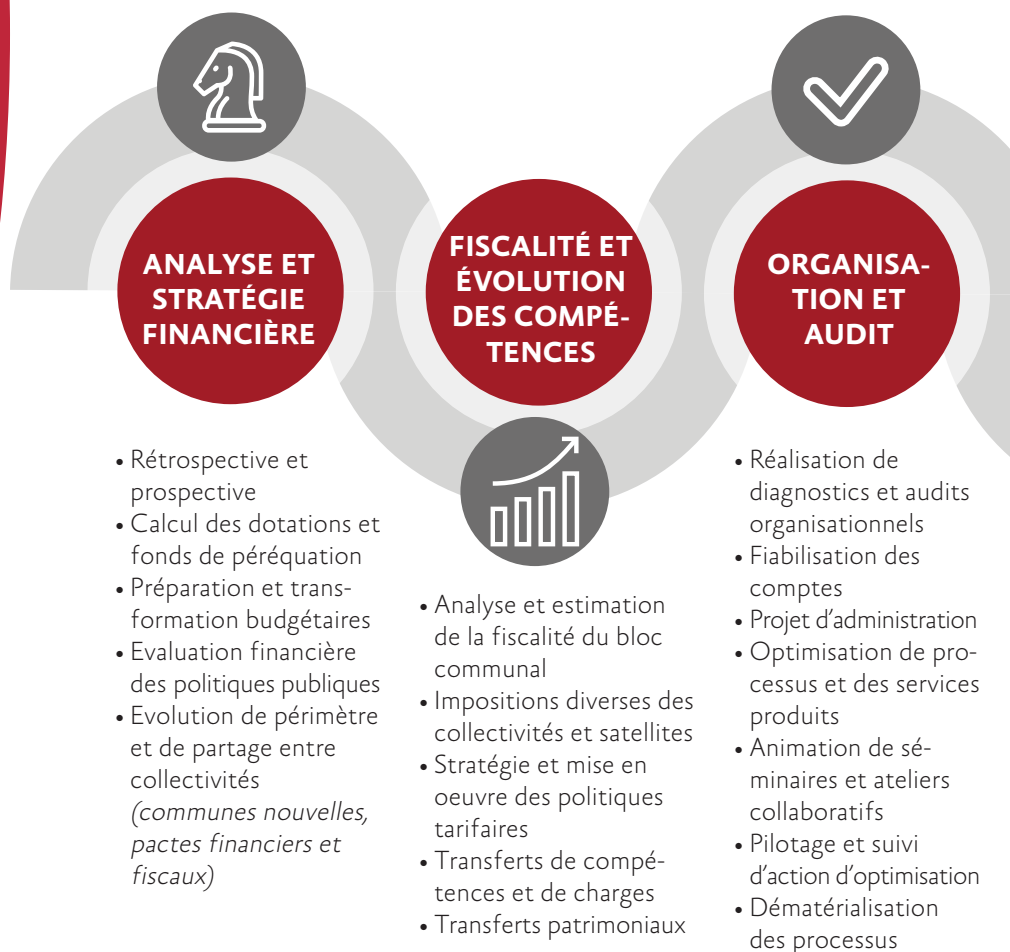 ANALYSE ET
STRATÉGIE
FINANCIÈRE
• Rétrospective et
prospective
• Calcul des dotations et
fonds de péréquation
• Préparation et trans-
formation budgétaires
• Evaluation financière
des politiques publiques
• Evolution de périmètre
et de partage entre
collectivités
(communes nouvelles,
pactes financiers et
fiscaux)
FISCALITÉ ET
ÉVOLUTION
DES COMPÉ-
TENCES
• Analyse et estimation
de la fiscalité du bloc
communal
• Impositions diverses des
collectivités et satellites
• Stratégie et mise en
oeuvre des politiques
tarifaires
• Transferts de compé-
tences et de charges
• Transferts patrimoniaux
ORGANISA-
TION ET
AUDIT
• Réalisation de
diagnostics et audits
organisationnels
• Fiabilisation des
comptes
• Projet d’administration
• Optimisation de pro-
cessus et des services
produits
• Animation de sé-
minaires et ateliers
collaboratifs
• Pilotage et suivi
d’action d’optimisation
• Dématérialisation
des processus